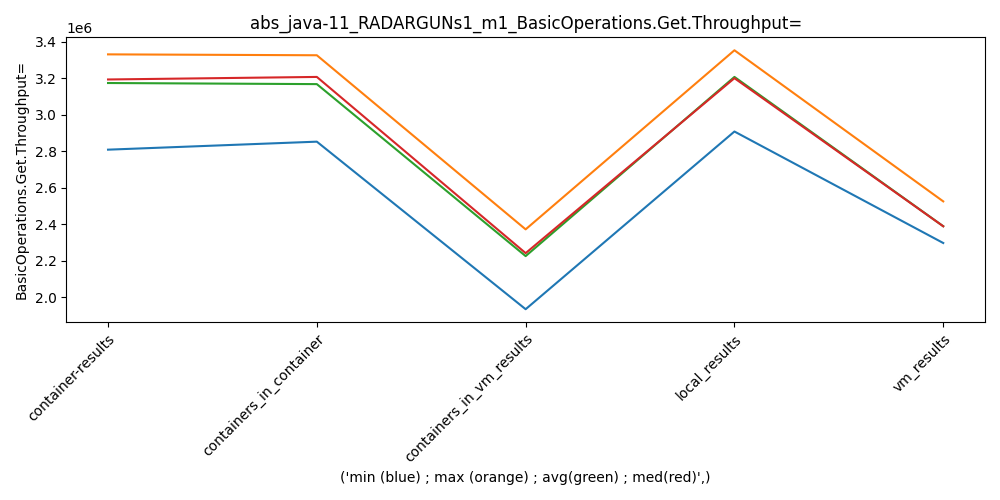 abs_java-11_RADARGUNs1_m1_BasicOperations.Get.Throughput=
1e6
3.4
3.2
3.0
2.8
2.6
2.4
2.2
2.0
BasicOperations.Get.Throughput=
container-results
containers_in_container
containers_in_vm_results
local_results
vm_results
('min (blue) ; max (orange) ; avg(green) ; med(red)',)